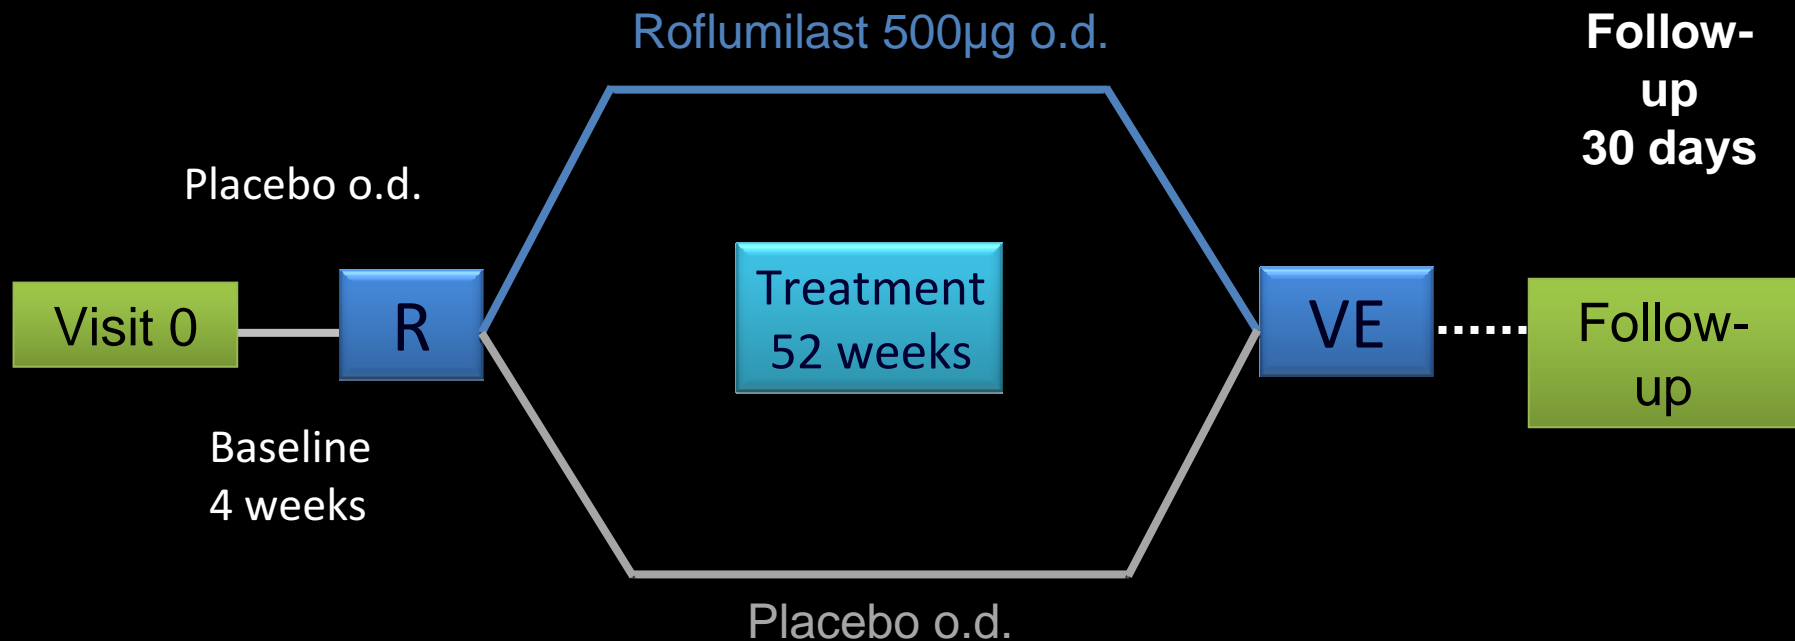 Roflumilast 500µg o.d.
Follow-
up
30 days
Placebo o.d.
Visit 0
R
Treatment
52 weeks
VE
Follow-
up
Baseline
4 weeks
Placebo o.d.